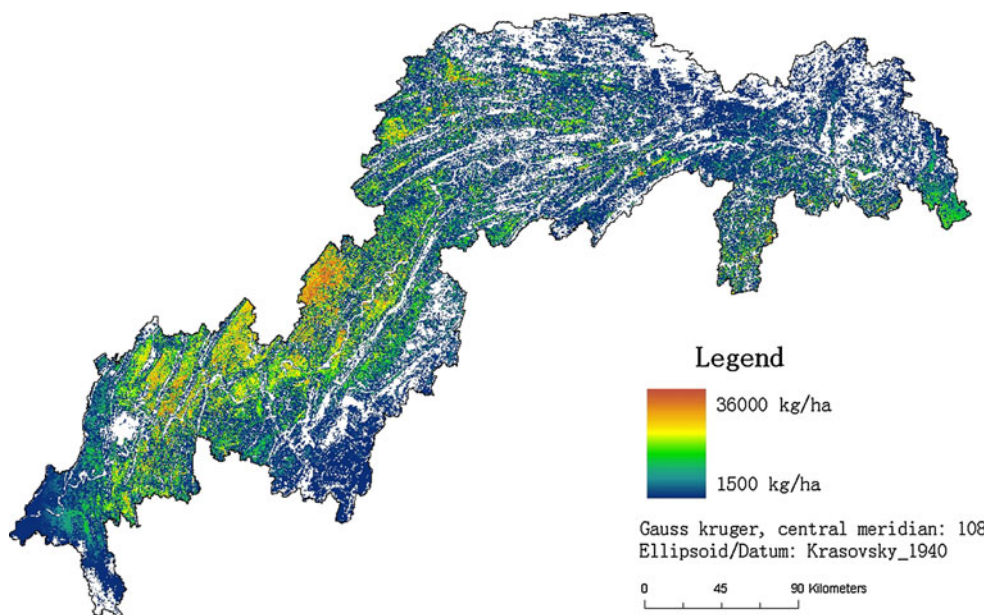 Legend
36000 kg/ha
1500 kg/ha
Gauss kruger, central meridian: 108
Ellipsoid/Datum: Krasovsky_1940
0 45 90 Kilometers